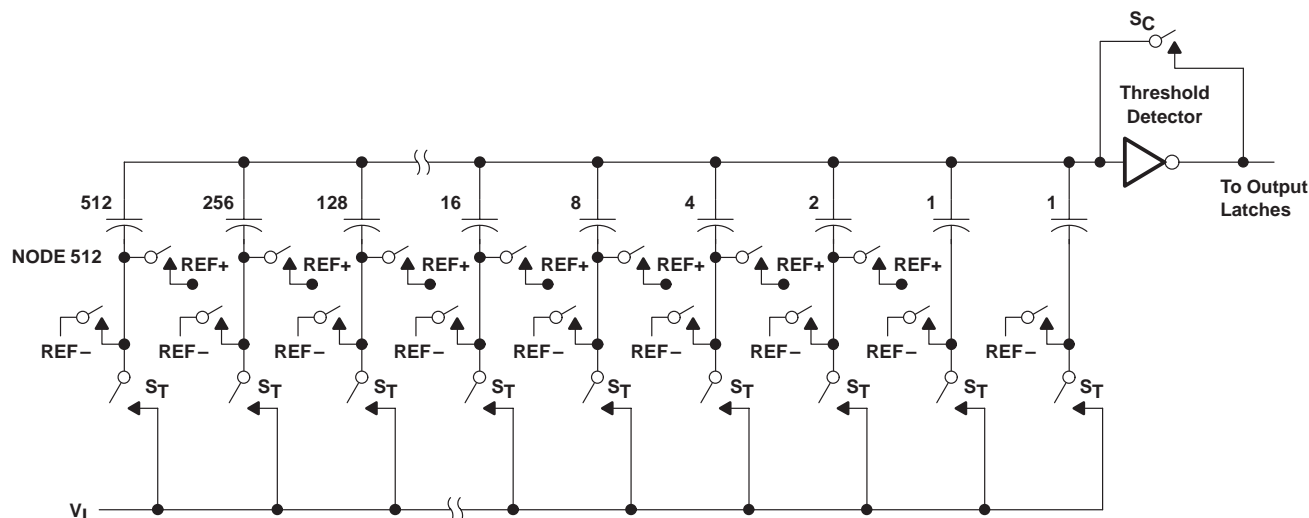 SC
Threshold
Detector
To Output
Latches
512 256 128 16 8 4 2 1 1
NODE 512
REF+ REF+ REF+ REF+ REF+ REF+ REF+
REF− REF− REF− REF− REF− REF− REF− REF− REF−
ST ST ST ST ST ST ST ST ST
VI